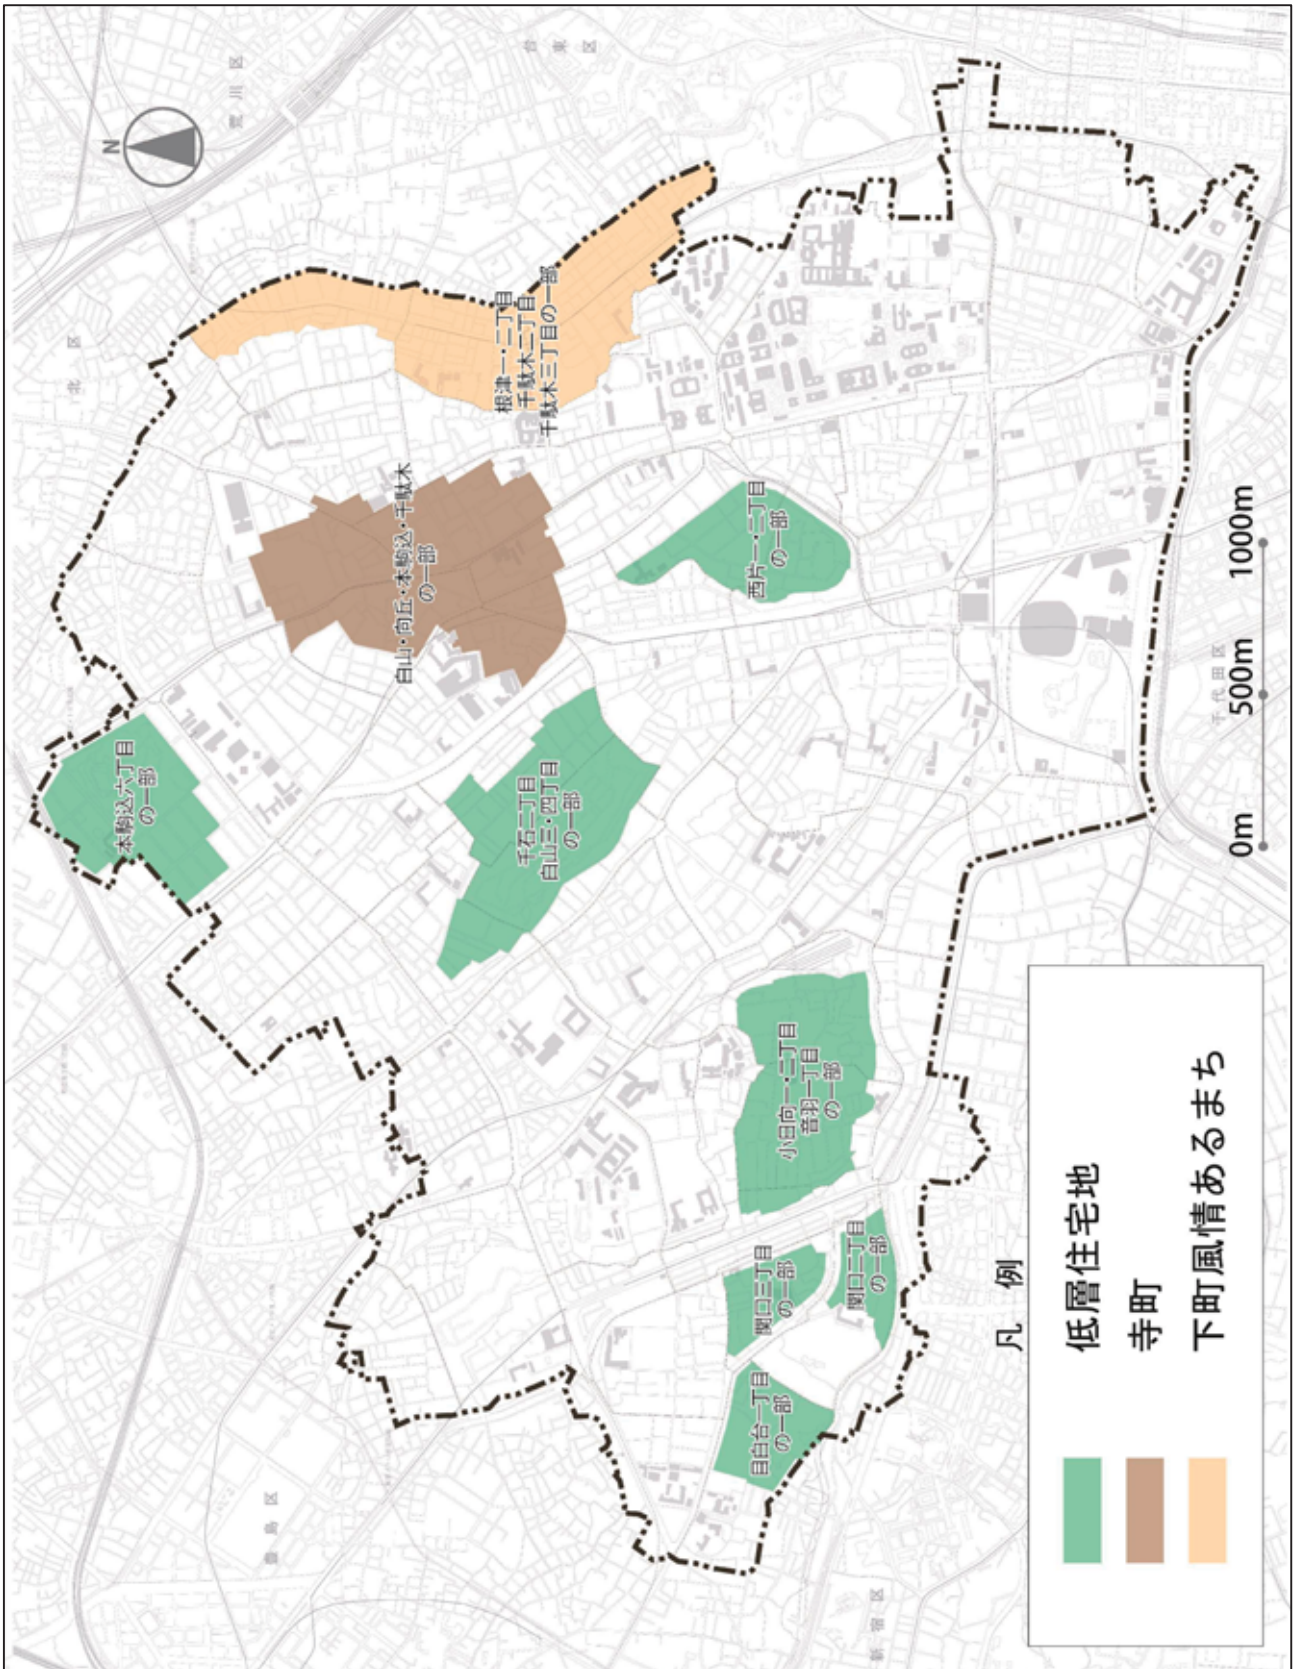 N
荒川区
台東区
北区
本駒込六丁目
の一部
白山・向丘・本駒込・千駄木
の一部
根津一・二丁目
千駄木二丁目
千駄木三丁目の一部
千石二丁目
白山三・四丁目
の一部
西片一・二丁目
の一部
小日向一・二丁目
音羽一丁目
の一部
関口三丁目
の一部
関口二丁目
の一部
目白台一丁目
の一部
豊島区
新宿区
千代田区
凡例
低層住宅地
寺町
下町風情あるまち
0m
500m
1000m